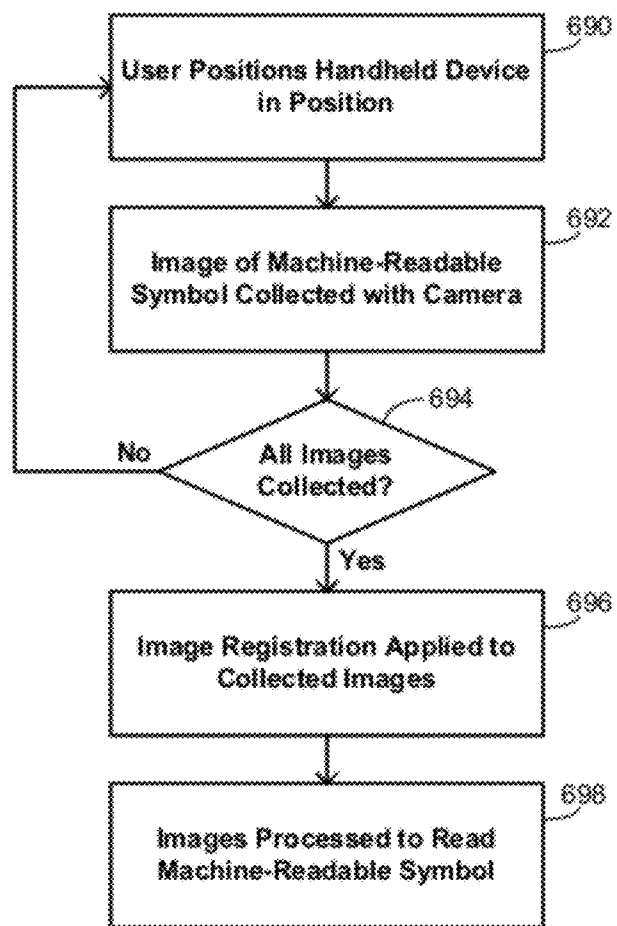 690
User Positions Handheld Device
in Position
692
Image of Machine-Readable
Symbol Collected with Camera
694
No
All Images
Collected?
Yes
696
Image Registration Applied to
Collected Images
698
Images Processed to Read
Machine-Readable Symbol